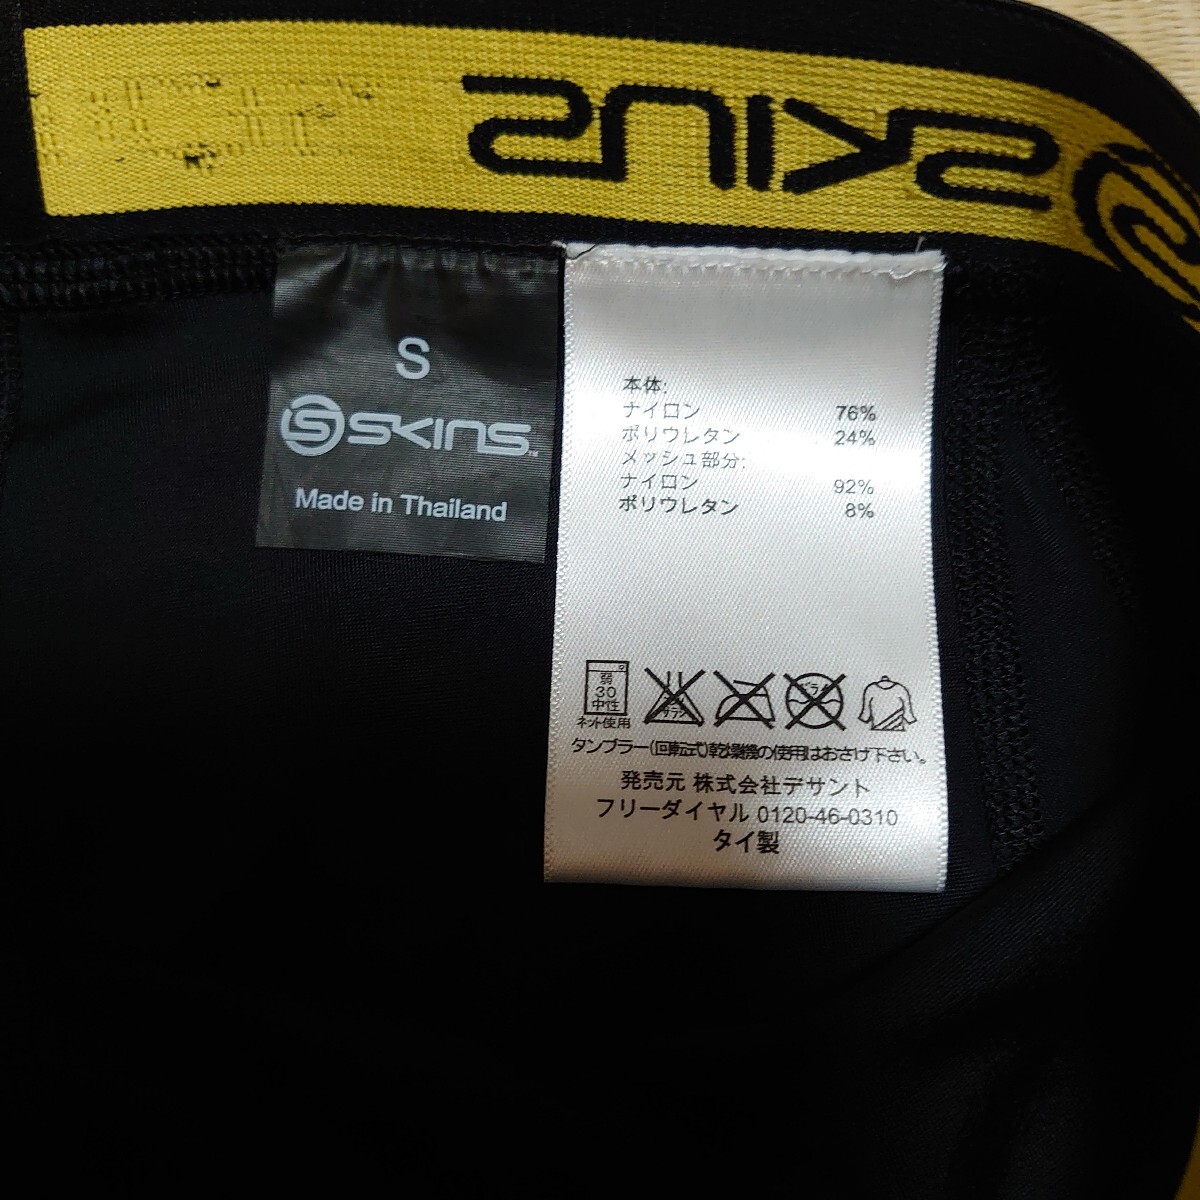 SKINS
S
SKINS™
Made in Thailand
本体:
ナイロン 76%
ポリウレタン 24%
メッシュ部分:
ナイロン 92%
ポリウレタン 8%
弱
30
中性
ネット使用
タンブラー(回転式)乾燥機の使用はおさけ下さい。
発売元 株式会社デサント
フリーダイヤル 0120-46-0310
タイ製